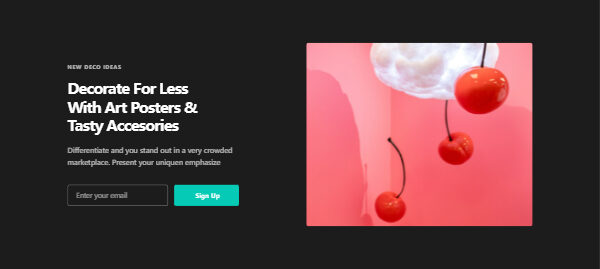 NEW DECO IDEAS
Decorate For Less
With Art Posters &
Tasty Accesories
Differentiate and you stand out in a very crowded
marketplace. Present your uniquen emphasize
Enter your email
Sign Up